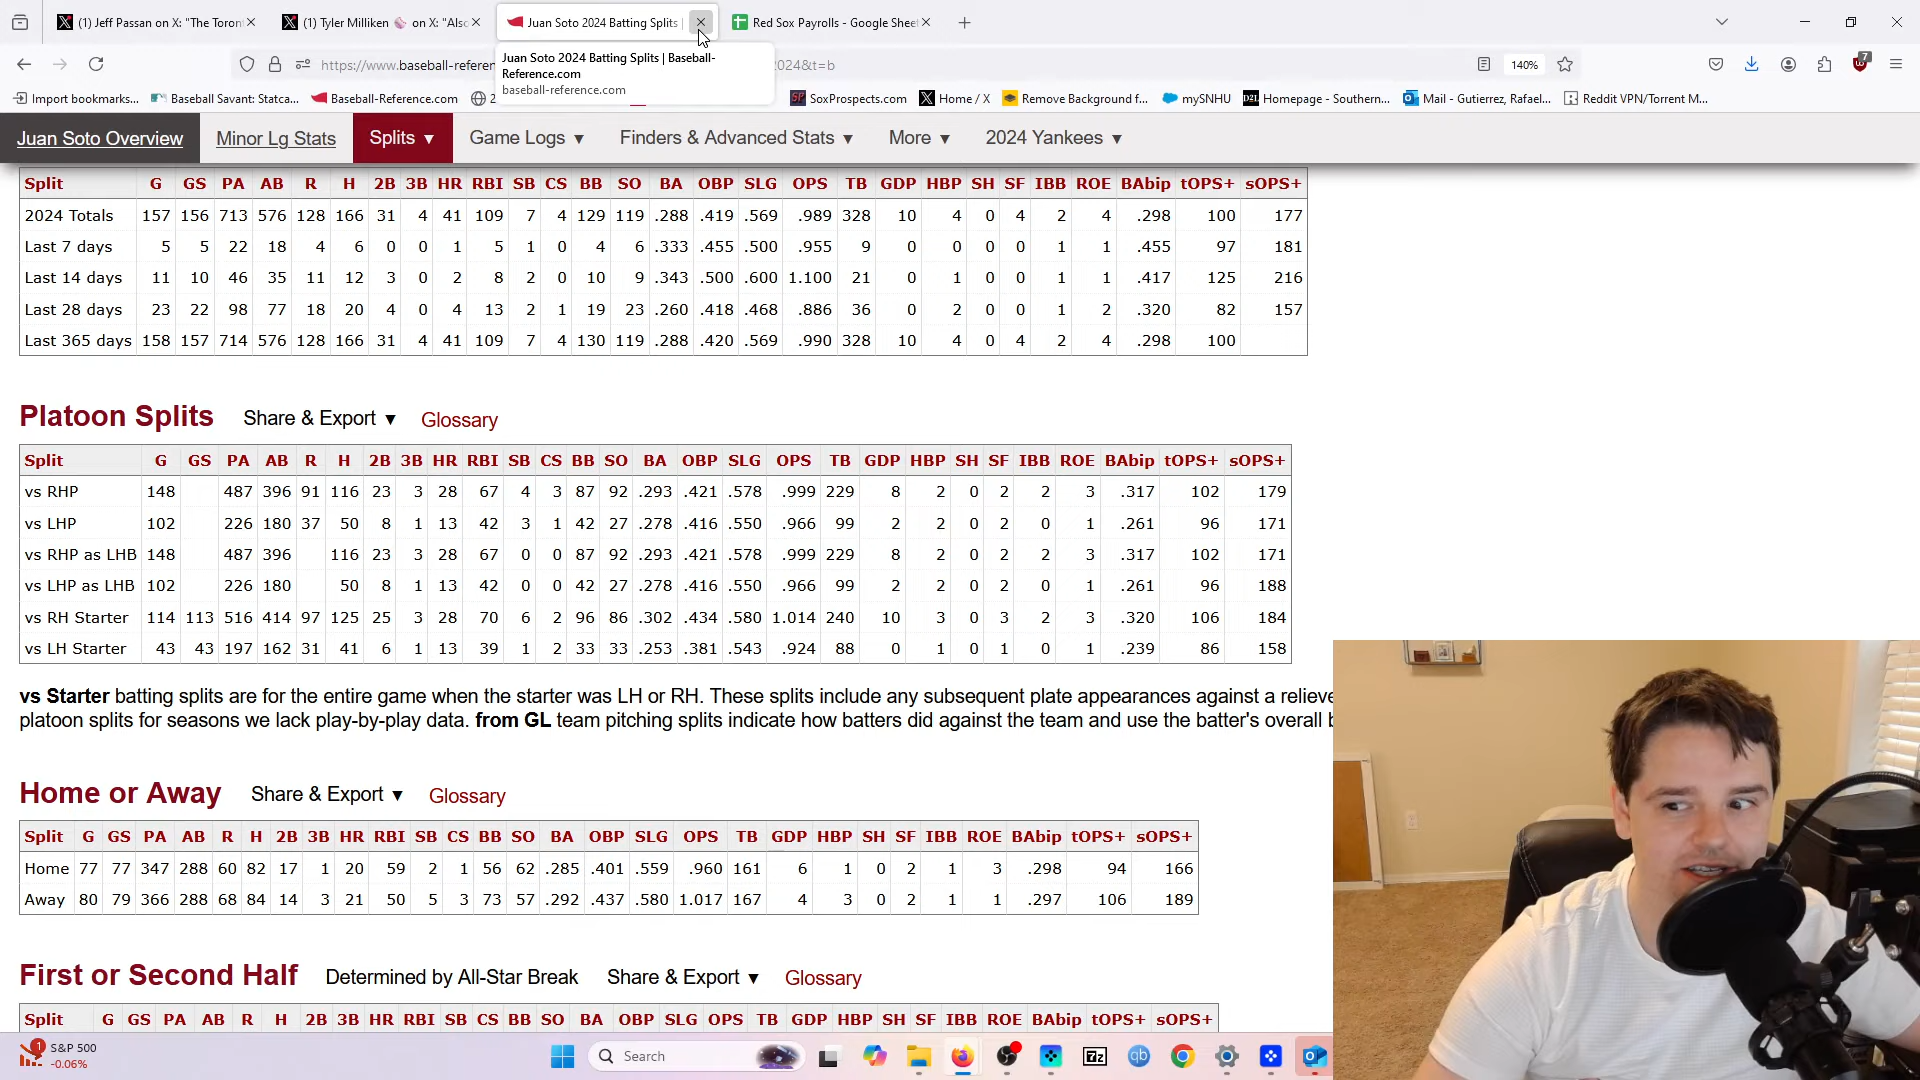 (1) Jeff Passan on X: "The Toron
(1) Tyler Milliken on X: "Also
Juan Soto 2024 Batting Splits |
Red Sox Payrolls - Google Shee
Juan Soto 2024 Batting Splits | Baseball-
Reference.com
baseball-reference.com
https://www.baseball-referen 2024&t=b 140% 7
Import bookmarks... Baseball Savant: Statca... Baseball-Reference.com 2 SoxProspects.com Home / X Remove Background f... mySNHU Homepage - Southern... Mail - Gutierrez, Rafael... Reddit VPN/Torrent M...
Juan Soto Overview Minor Lg Stats Splits ▼ Game Logs ▼ Finders & Advanced Stats ▼ More ▼ 2024 Yankees ▼
Split G GS PA AB R H 2B 3B HR RBI SB CS BB SO BA OBP SLG OPS TB GDP HBP SH SF IBB ROE BAbip tOPS+ sOPS+
2024 Totals 157 156 713 576 128 166 31 4 41 109 7 4 129 119 .288 .419 .569 .989 328 10 4 0 4 2 4 .298 100 177
Last 7 days 5 5 22 18 4 6 0 0 1 5 1 0 4 6 .333 .455 .500 .955 9 0 0 0 0 1 1 .455 97 181
Last 14 days 11 10 46 35 11 12 3 0 2 8 2 0 10 9 .343 .500 .600 1.100 21 0 1 0 0 1 1 .417 125 216
Last 28 days 23 22 98 77 18 20 4 0 4 13 2 1 19 23 .260 .418 .468 .886 36 0 2 0 0 1 2 .320 82 157
Last 365 days 158 157 714 576 128 166 31 4 41 109 7 4 130 119 .288 .420 .569 .990 328 10 4 0 4 2 4 .298 100
Platoon Splits Share & Export ▼ Glossary
Split G GS PA AB R H 2B 3B HR RBI SB CS BB SO BA OBP SLG OPS TB GDP HBP SH SF IBB ROE BAbip tOPS+ sOPS+
vs RHP 148 487 396 91 116 23 3 28 67 4 3 87 92 .293 .421 .578 .999 229 8 2 0 2 2 3 .317 102 179
vs LHP 102 226 180 37 50 8 1 13 42 3 1 42 27 .278 .416 .550 .966 99 2 2 0 2 0 1 .261 96 171
vs RHP as LHB 148 487 396 116 23 3 28 67 0 0 87 92 .293 .421 .578 .999 229 8 2 0 2 2 3 .317 102 171
vs LHP as LHB 102 226 180 50 8 1 13 42 0 0 42 27 .278 .416 .550 .966 99 2 2 0 2 0 1 .261 96 188
vs RH Starter 114 113 516 414 97 125 25 3 28 70 6 2 96 86 .302 .434 .580 1.014 240 10 3 0 3 2 3 .320 106 184
vs LH Starter 43 43 197 162 31 41 6 1 13 39 1 2 33 33 .253 .381 .543 .924 88 0 1 0 1 0 1 .239 86 158
vs Starter batting splits are for the entire game when the starter was LH or RH. These splits include any subsequent plate appearances against a relieve
platoon splits for seasons we lack play-by-play data. from GL team pitching splits indicate how batters did against the team and use the batter's overall b
Home or Away Share & Export ▼ Glossary
Split G GS PA AB R H 2B 3B HR RBI SB CS BB SO BA OBP SLG OPS TB GDP HBP SH SF IBB ROE BAbip tOPS+ sOPS+
Home 77 77 347 288 60 82 17 1 20 59 2 1 56 62 .285 .401 .559 .960 161 6 1 0 2 1 3 .298 94 166
Away 80 79 366 288 68 84 14 3 21 50 5 3 73 57 .292 .437 .580 1.017 167 4 3 0 2 1 1 .297 106 189
First or Second Half Determined by All-Star Break Share & Export ▼ Glossary
Split G GS PA AB R H 2B 3B HR RBI SB CS BB SO BA OBP SLG OPS TB GDP HBP SH SF IBB ROE BAbip tOPS+ sOPS+
1 S&P 500
-0.06%
Search
7z
qb